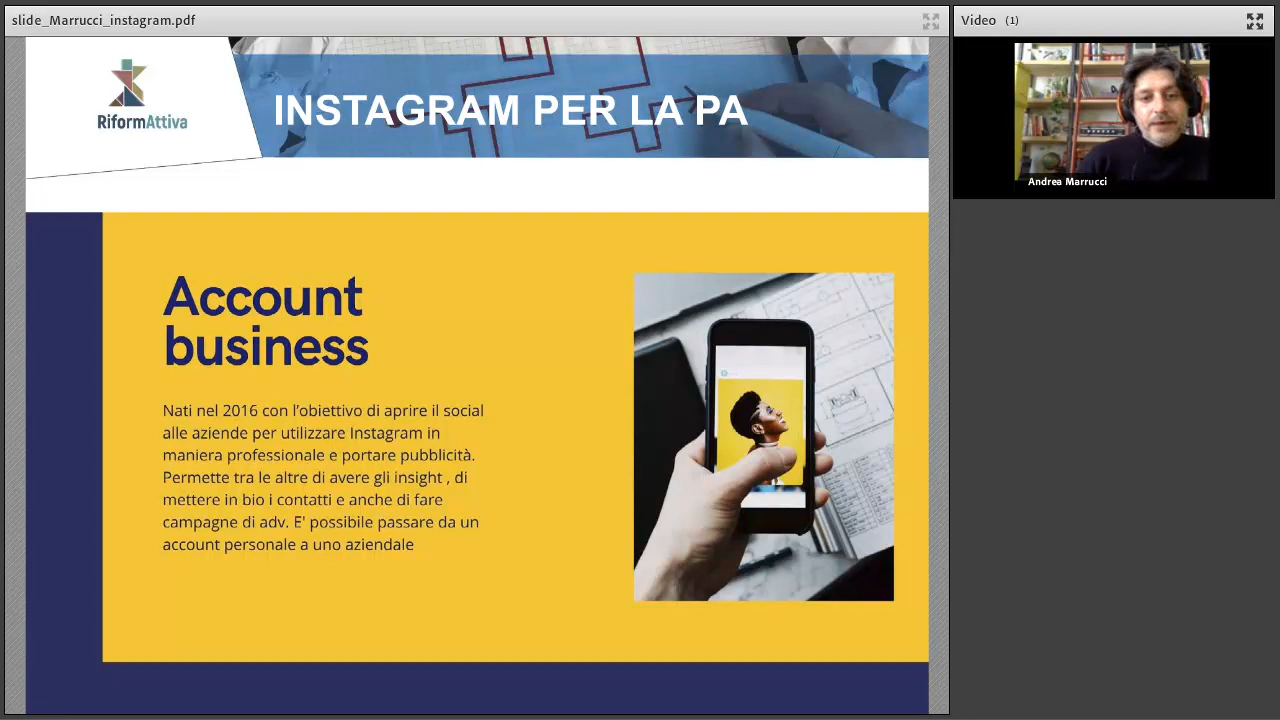 slide_Marrucci_instagram.pdf
Video (1)
RiformAttiva
INSTAGRAM PER LA PA
Andrea Marrucci
Account
business
Nati nel 2016 con l'obiettivo di aprire il social
alle aziende per utilizzare Instagram in
maniera professionale e portare pubblicità.
Permette tra le altre di avere gli insight , di
mettere in bio i contatti e anche di fare
campagne di adv. E' possibile passare da un
account personale a uno aziendale